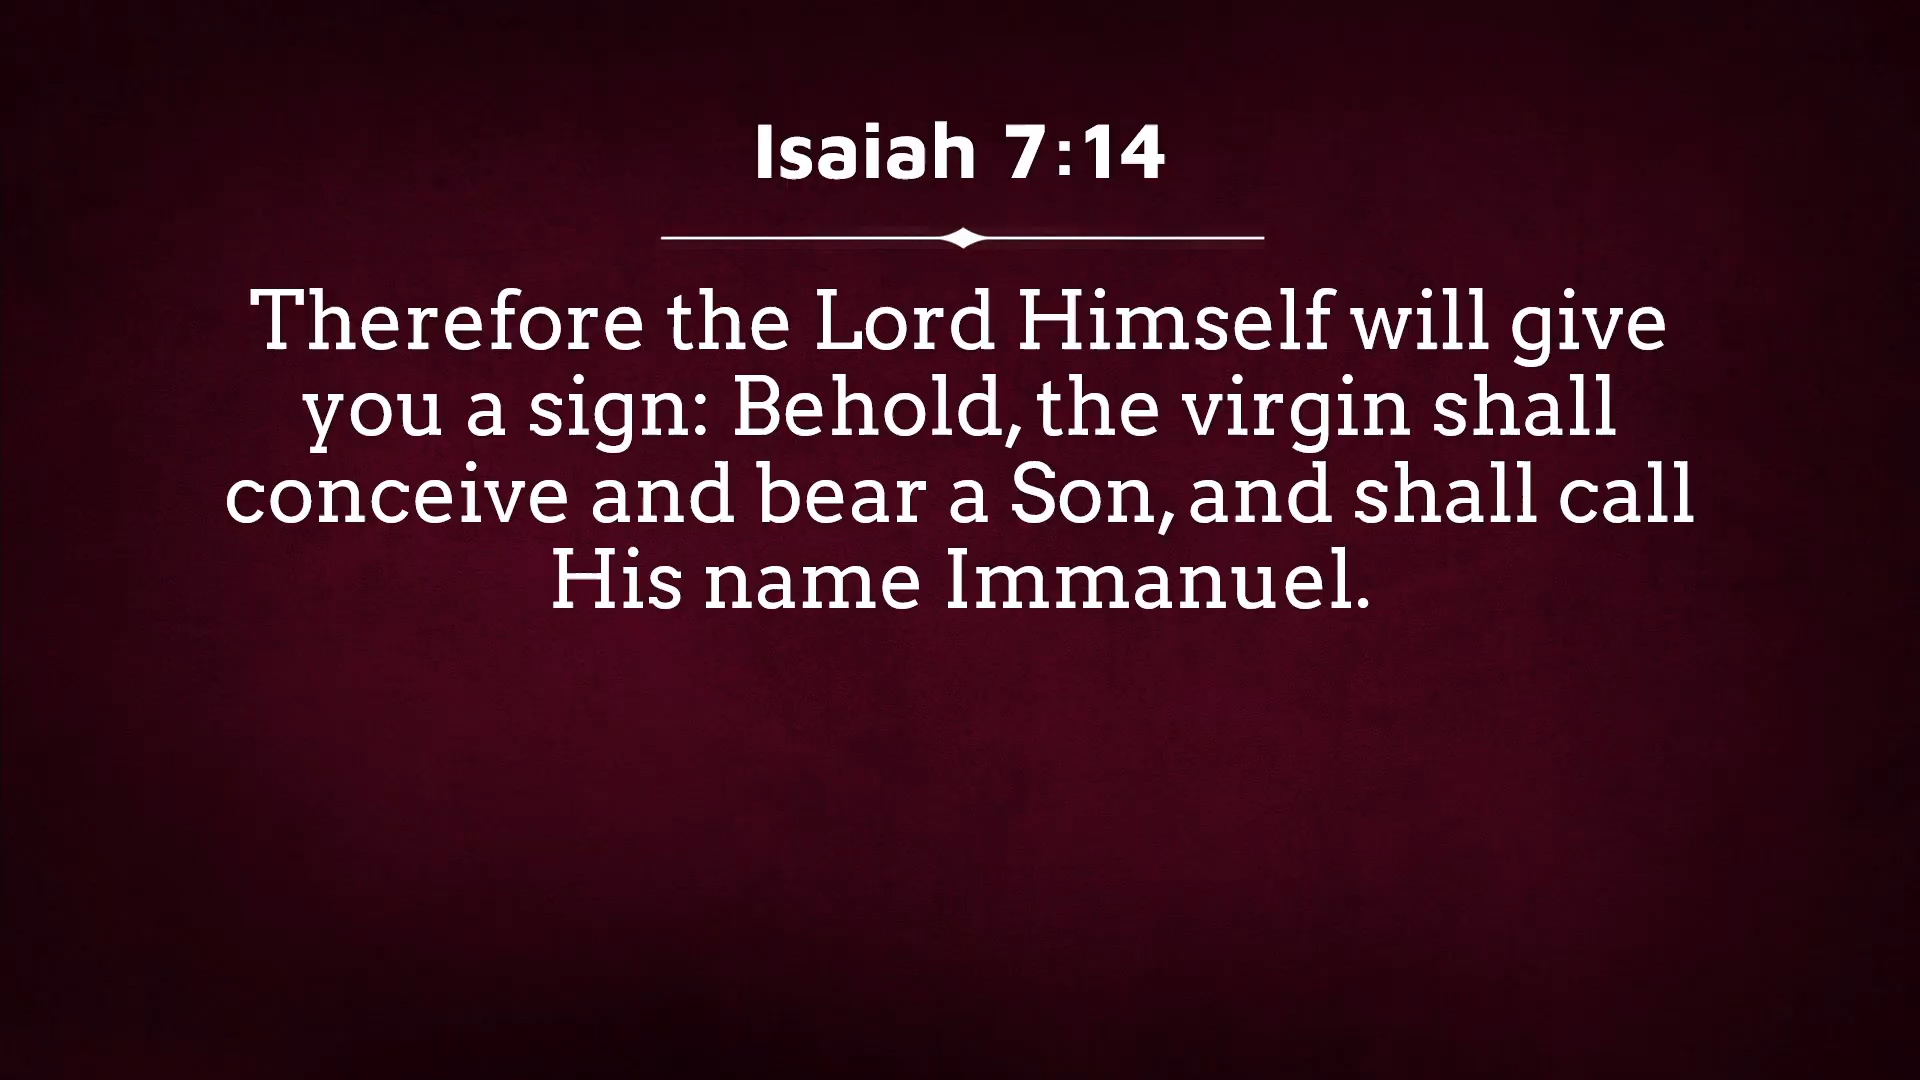 Isaiah 7:14
Therefore the Lord Himself will give
you a sign: Behold, the virgin shall
conceive and bear a Son, and shall call
His name Immanuel.